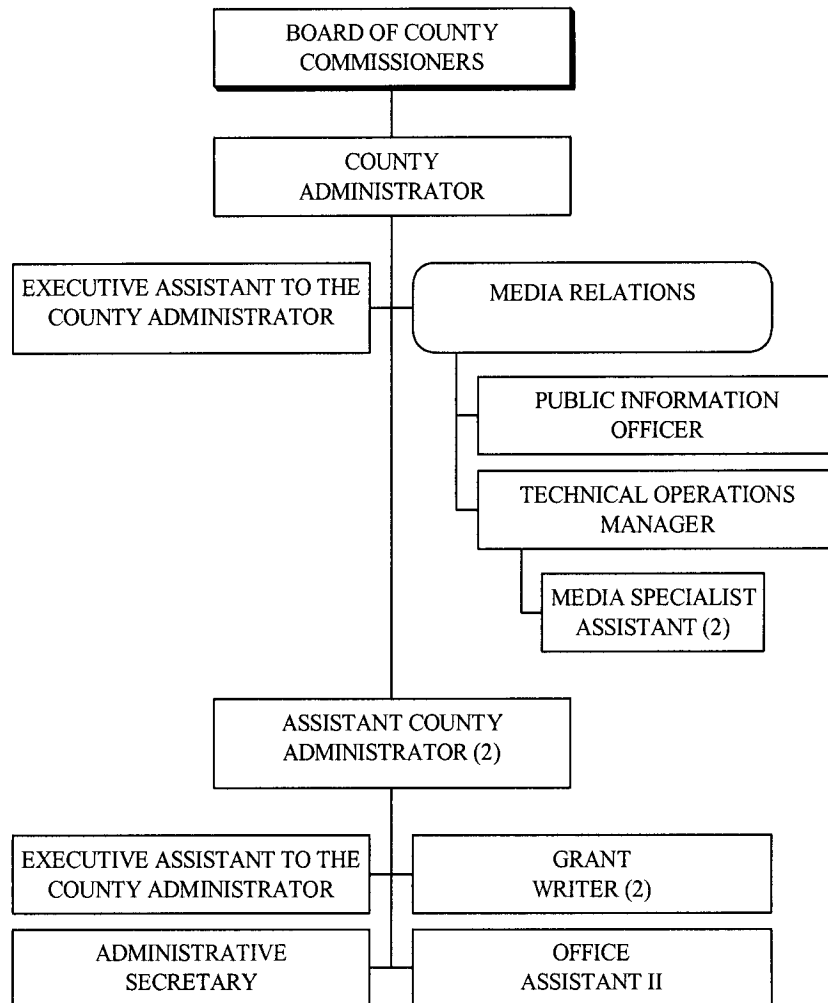 BOARD OF COUNTY
COMMISSIONERS
COUNTY
ADMINISTRATOR
EXECUTIVE ASSISTANT TO THE
COUNTY ADMINISTRATOR
MEDIA RELATIONS
PUBLIC INFORMATION
OFFICER
TECHNICAL OPERATIONS
MANAGER
MEDIA SPECIALIST
ASSISTANT (2)
ASSISTANT COUNTY
ADMINISTRATOR (2)
EXECUTIVE ASSISTANT TO THE
COUNTY ADMINISTRATOR
GRANT
WRITER (2)
ADMINISTRATIVE
SECRETARY
OFFICE
ASSISTANT II